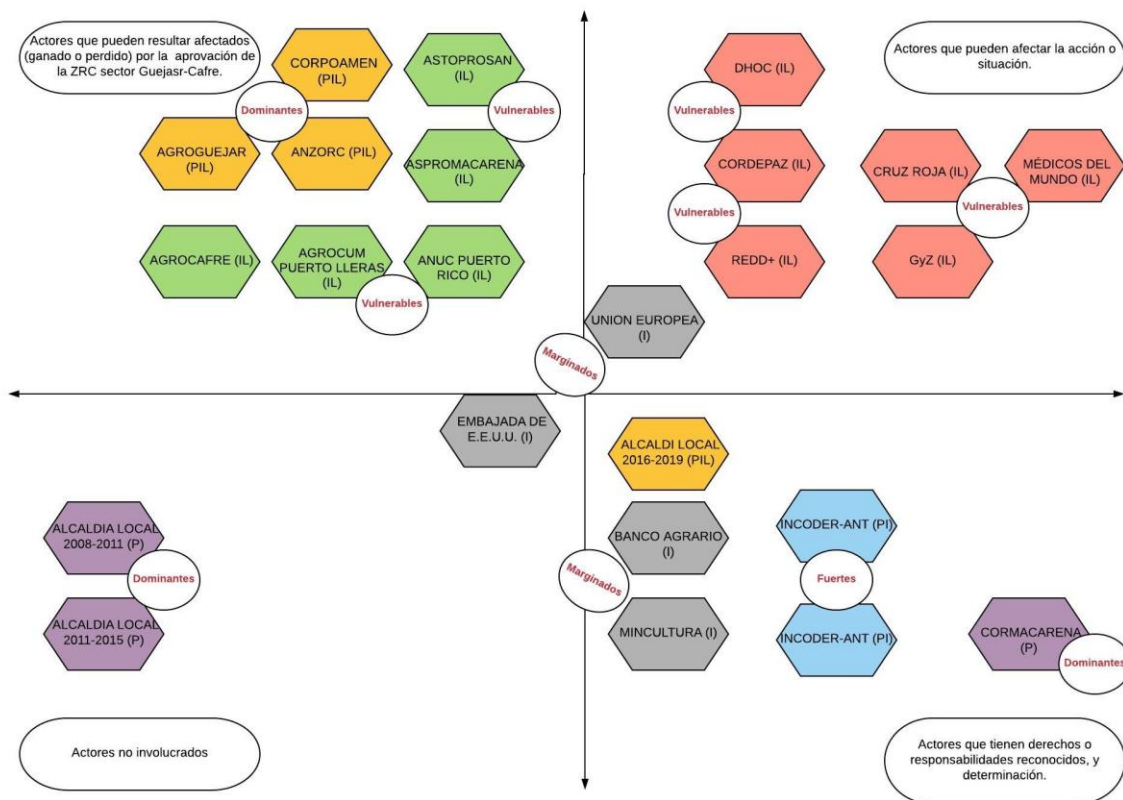 Actores que pueden resultar afectados
(ganado o perdido) por la aprovación de
la ZRC sector Guejasr-Cafre.
CORPOAMEN
(PIL)
ASTOPROSAN
(IL)
Dominantes
Vulnerables
AGROGUEJAR
(PIL)
ANZORC (PIL)
ASPROMACARENA
(IL)
AGROCAFRE (IL)
AGROCUM
PUERTO LLERAS
(IL)
ANUC PUERTO
RICO (IL)
Vulnerables
Actores que pueden afectar la acción o
situación.
DHOC (IL)
Vulnerables
CORDEPAZ (IL)
CRUZ ROJA (IL)
MÉDICOS DEL
MUNDO (IL)
Vulnerables
Vulnerables
REDD+ (IL)
GyZ (IL)
UNION EUROPEA
(I)
Marginados
EMBAJADA DE
E.E.U.U. (I)
ALCALDIA LOCAL
2008-2011 (P)
Dominantes
ALCALDIA LOCAL
2011-2015 (P)
Actores no involucrados
ALCALDI LOCAL
2016-2019 (PIL)
BANCO AGRARIO
(I)
INCODER-ANT (PI)
Marginados
Fuertes
MINCULTURA (I)
INCODER-ANT (PI)
CORMACARENA
(P)
Dominantes
Actores que tienen derechos o
responsabilidades reconocidos, y
determinación.